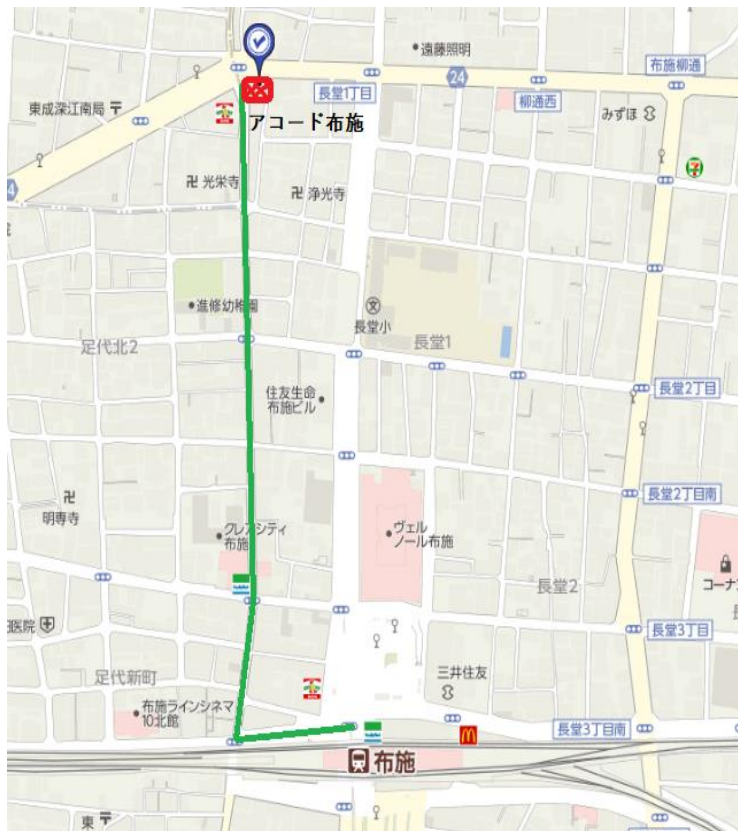 遠藤照明
24
布施柳通
長堂1丁目
柳通西
東成深江南局
みずほ
アコード布施
卍 光栄寺
卍 浄光寺
進修幼稚園
長堂小
文
長堂1
足代北2
住友生命
布施ビル
長堂2丁目
長堂2丁目南
卍
明専寺
クレアシティ
布施
ヴェル
ノール布施
コーナ
長堂2
医院
長堂3丁目
足代新町
三井住友
布施ラインシネマ
10北館
長堂3丁目南
布施
東